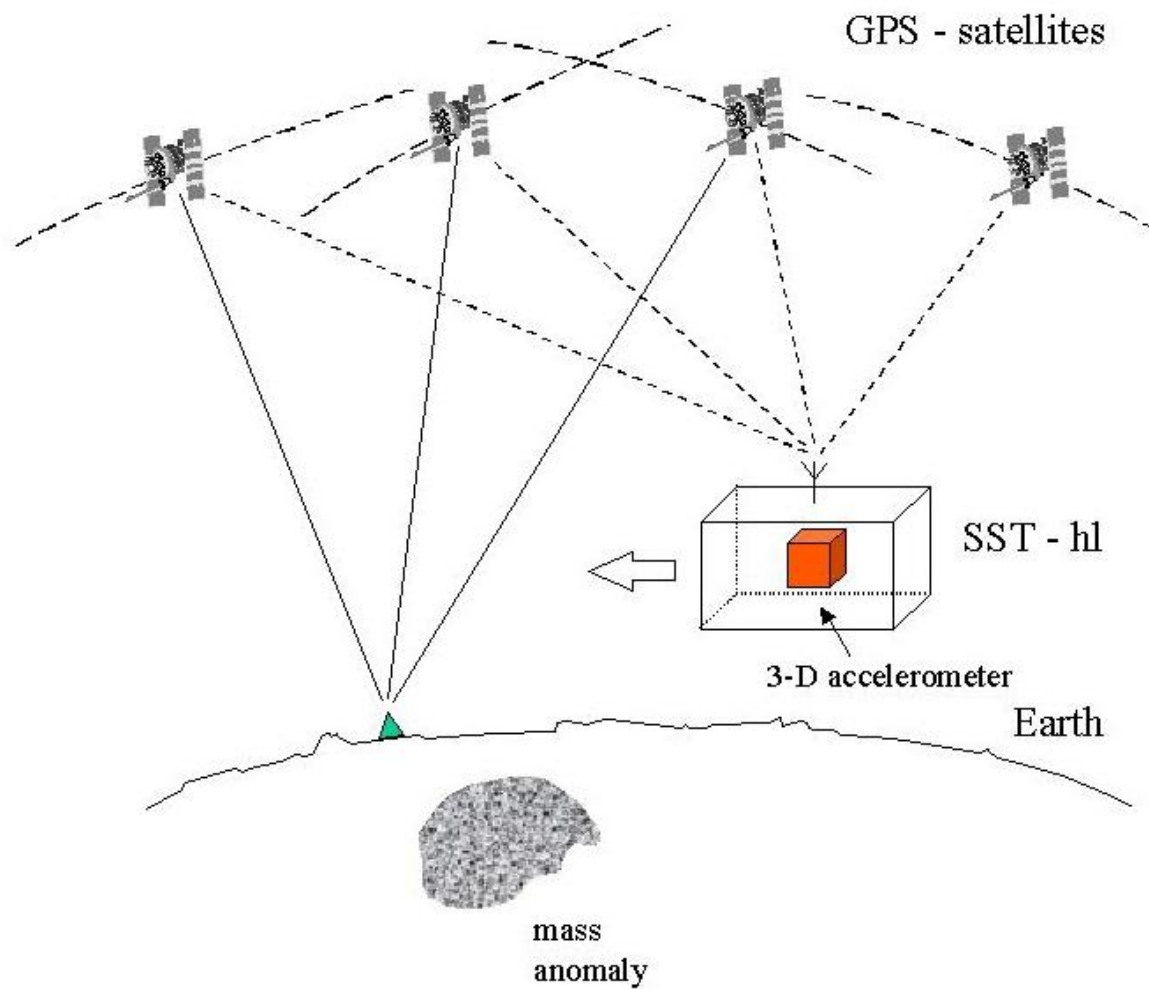 GPS - satellites
SST - hl
3-D accelerometer
Earth
mass
anomaly